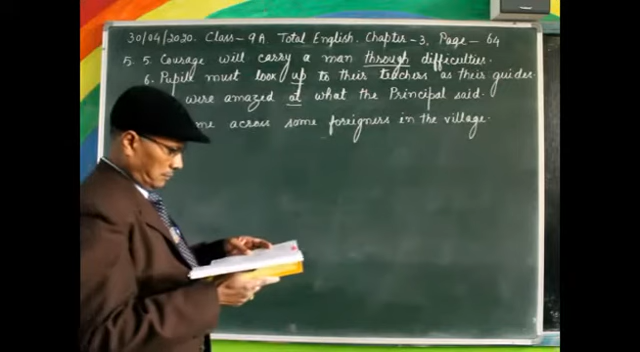 30/04/2020. Class-9A. Total English. Chapter-3, Page-64
5. 5. Courage will carry a man through difficulties.
6. Pupils must look up to their teachers as their guides.
were amazed at what the Principal said.
me across some foreigners in the village.